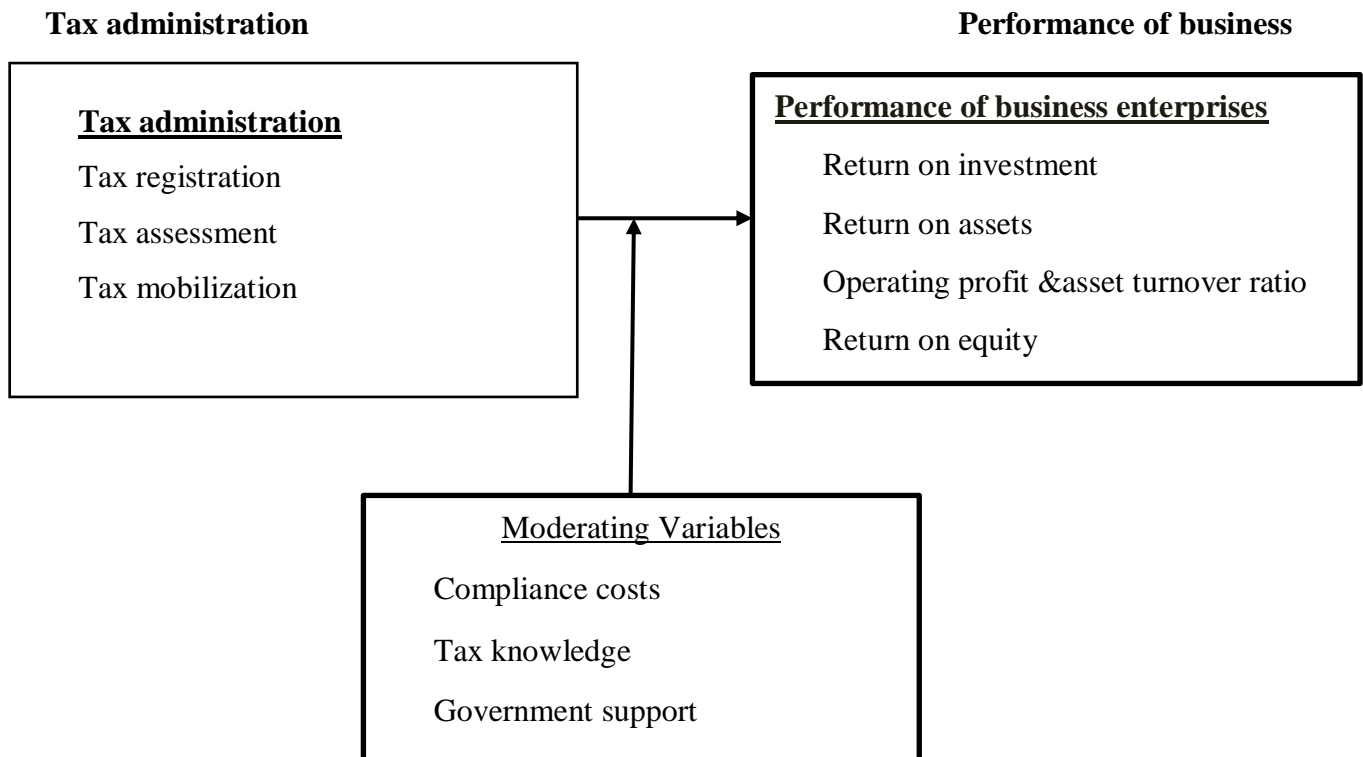 Tax administration
Performance of business
Tax administration
Tax registration
Tax assessment
Tax mobilization
Performance of business enterprises
Return on investment
Return on assets
Operating profit &asset turnover ratio
Return on equity
Moderating Variables
Compliance costs
Tax knowledge
Government support